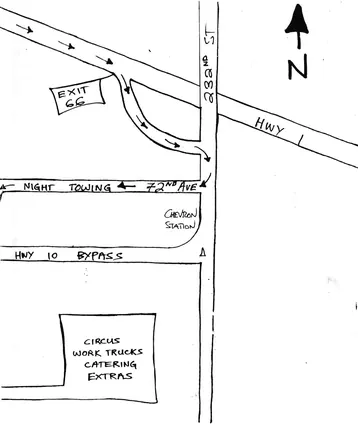 232ND ST
N
EXIT
66
HWY 1
NIGHT TOWING 72ND AVE
CHEVRON
STATION
HWY 10 BYPASS
CIRCUS
WORK TRUCKS
CATERING
EXTRAS